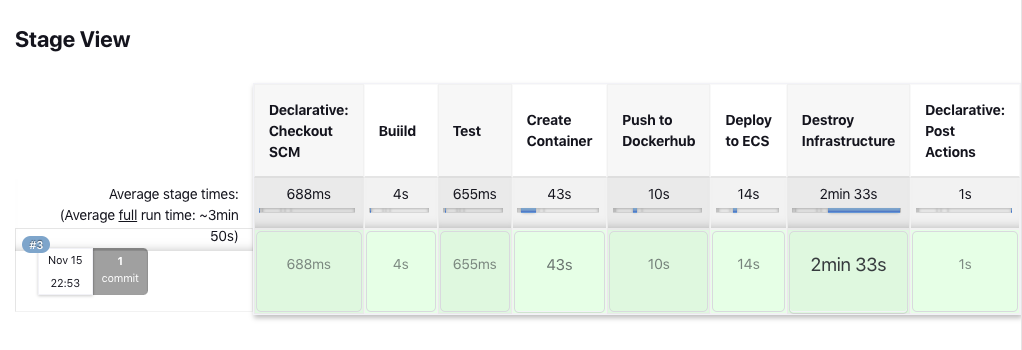 Stage View
Declarative:
Checkout
SCM
Buiild
Test
Create
Container
Push to
Dockerhub
Deploy
to ECS
Destroy
Infrastructure
Declarative:
Post
Actions
Average stage times:
(Average full run time: ~3min
50s)
688ms
4s
655ms
43s
10s
14s
2min 33s
1s
#3
Nov 15
22:53
1
commit
688ms
4s
655ms
43s
10s
14s
2min 33s
1s